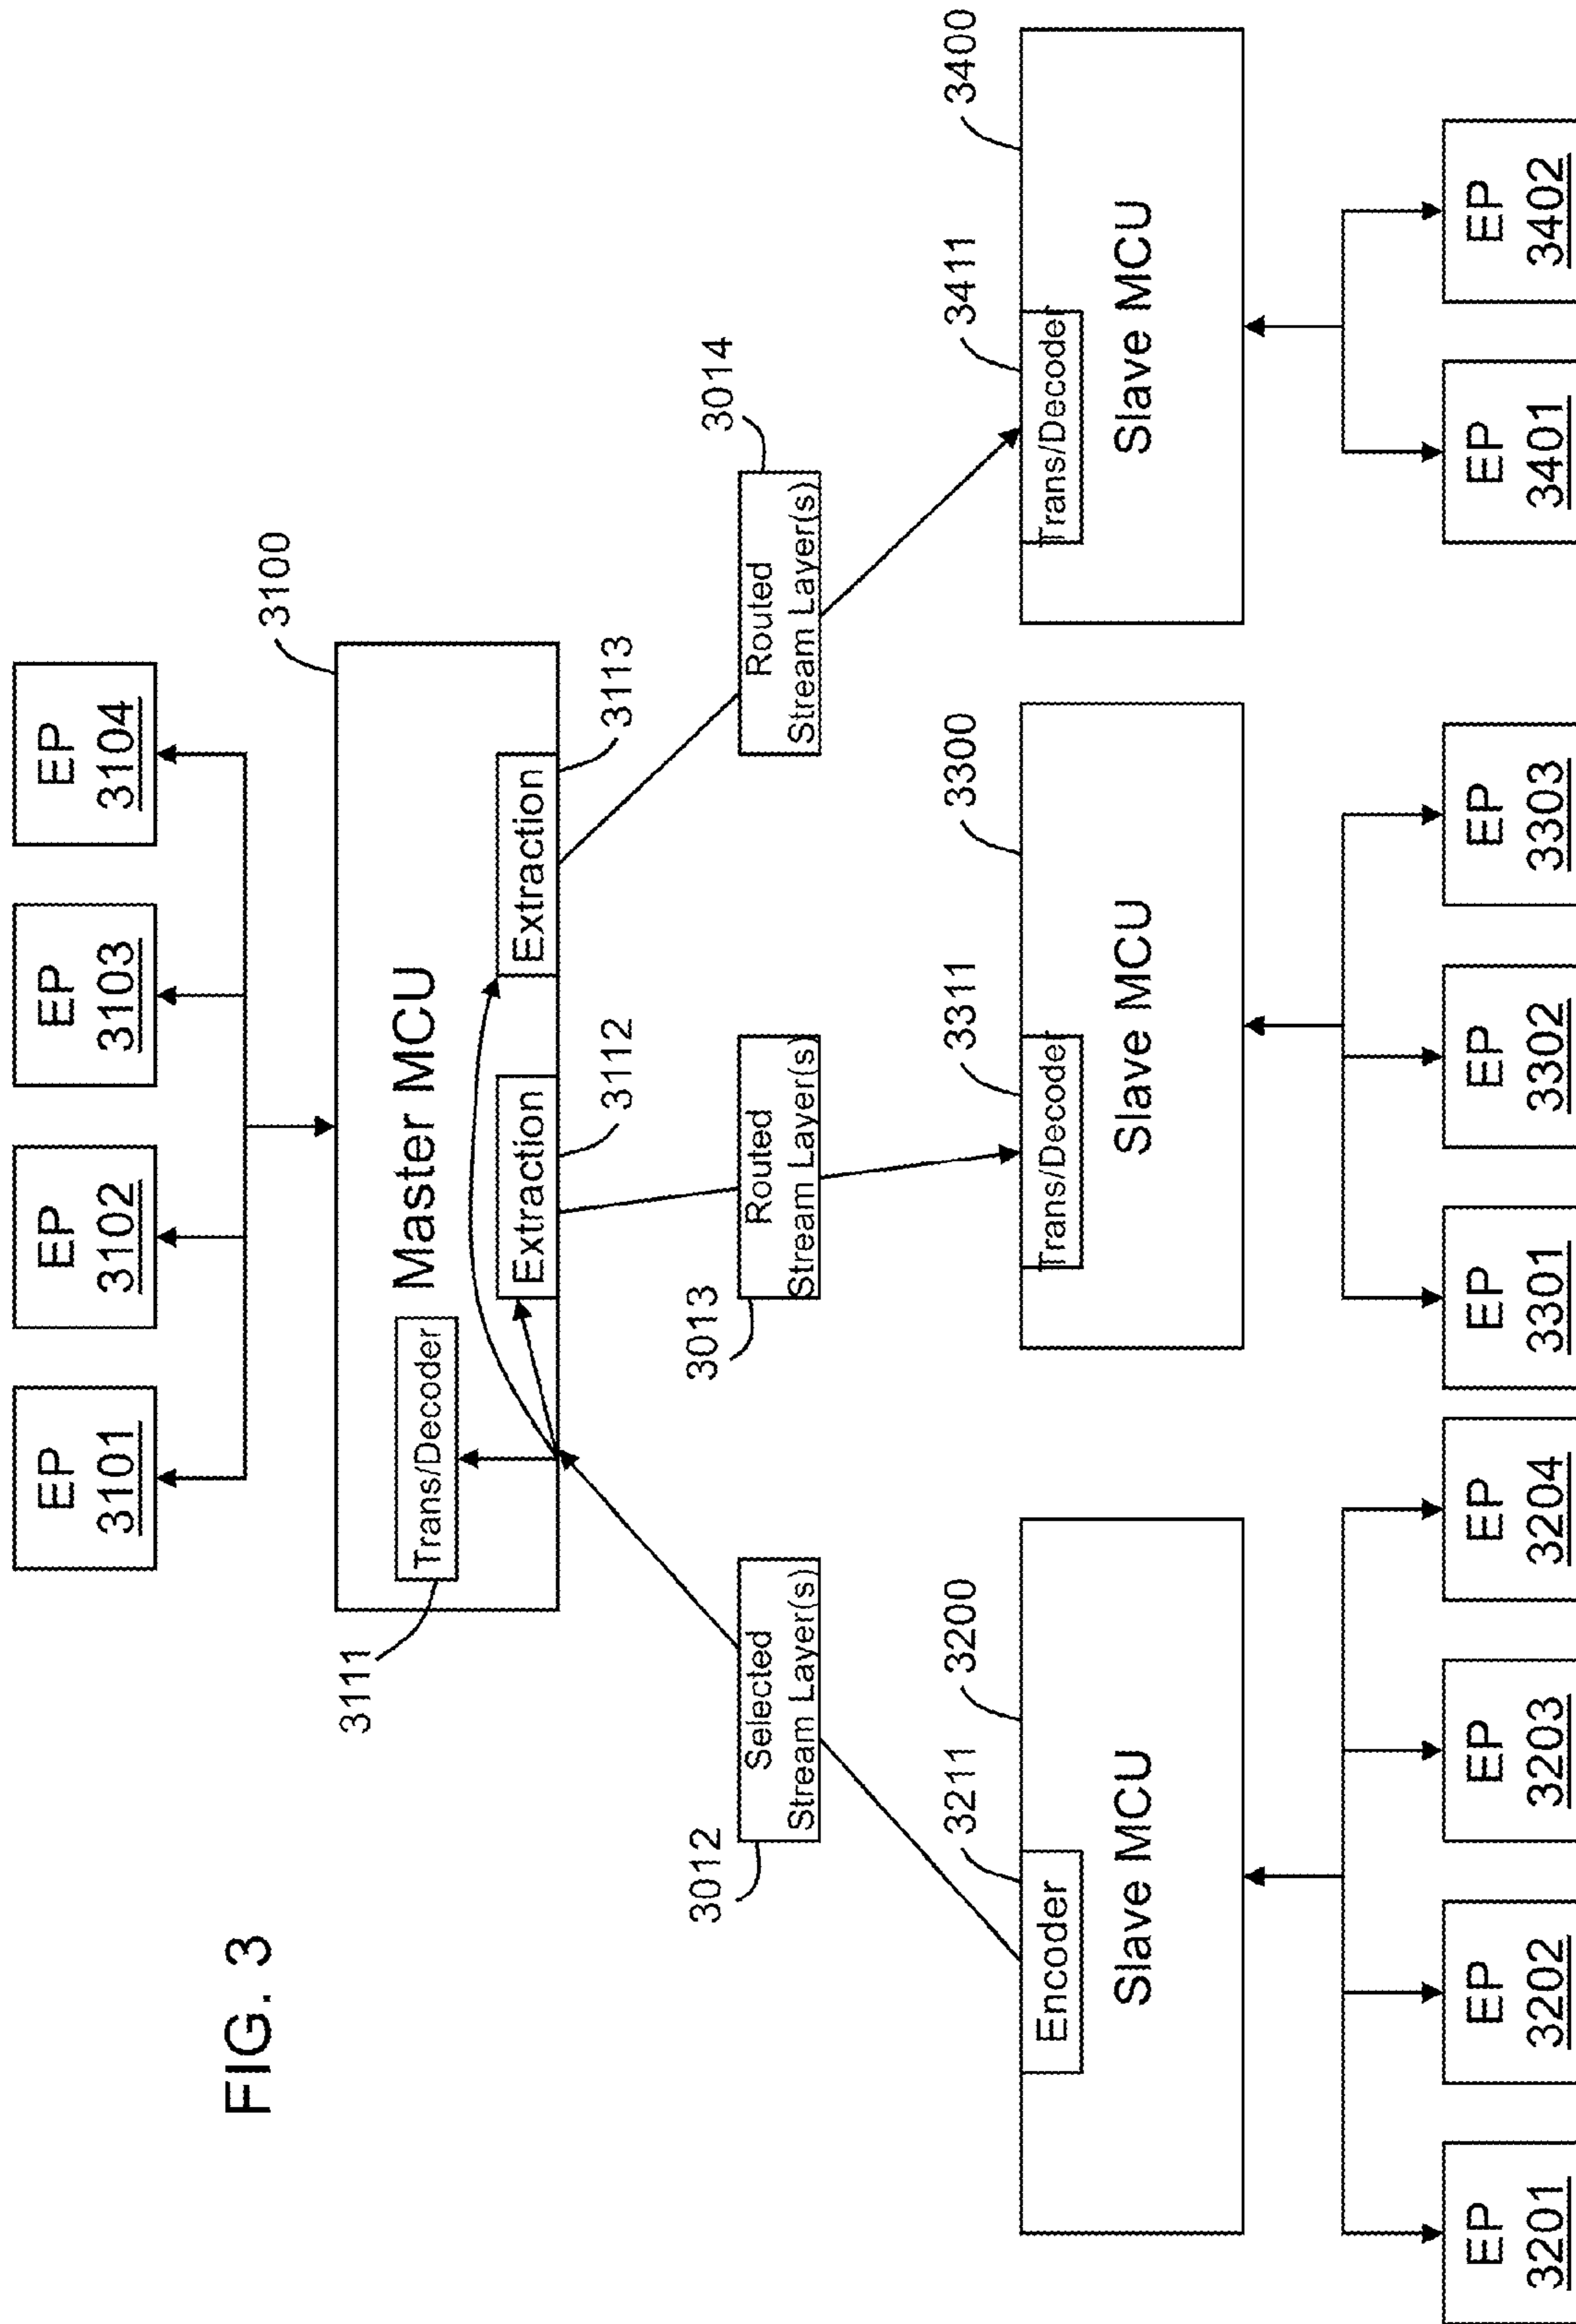 FIG. 3
EP
3101
EP
3102
EP
3103
EP
3104
3100
Master MCU
3111
Trans/Decoder
Extraction
3112
Extraction
3113
3012
Selected
Stream Layer(s)
3013
Routed
Stream Layer(s)
3014
Routed
Stream Layer(s)
3211
3200
Encoder
Slave MCU
3311
3300
Trans/Decoder
Slave MCU
3411
3400
Trans/Decoder
Slave MCU
EP
3201
EP
3202
EP
3203
EP
3204
EP
3301
EP
3302
EP
3303
EP
3401
EP
3402